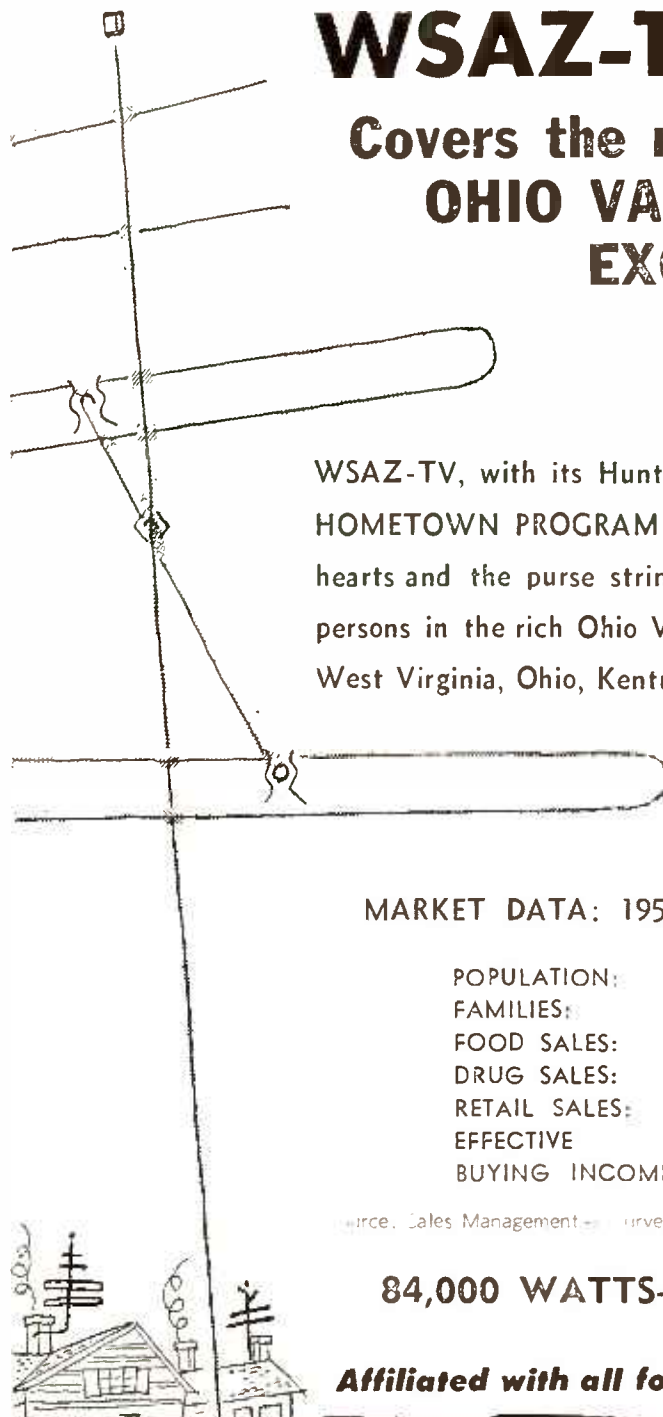 WSAZ-T
Covers the
OHIO VA
EXC
WSAZ-TV, with its Hunt
HOMETOWN PROGRAM
hearts and the purse strin
persons in the rich Ohio V
West Virginia, Ohio, Kentu
MARKET DATA: 195
POPULATION:
FAMILIES:
FOOD SALES:
DRUG SALES:
RETAIL SALES:
EFFECTIVE
BUYING INCOM
Sales Management
84,000 WATTS-
Affiliated with all fo